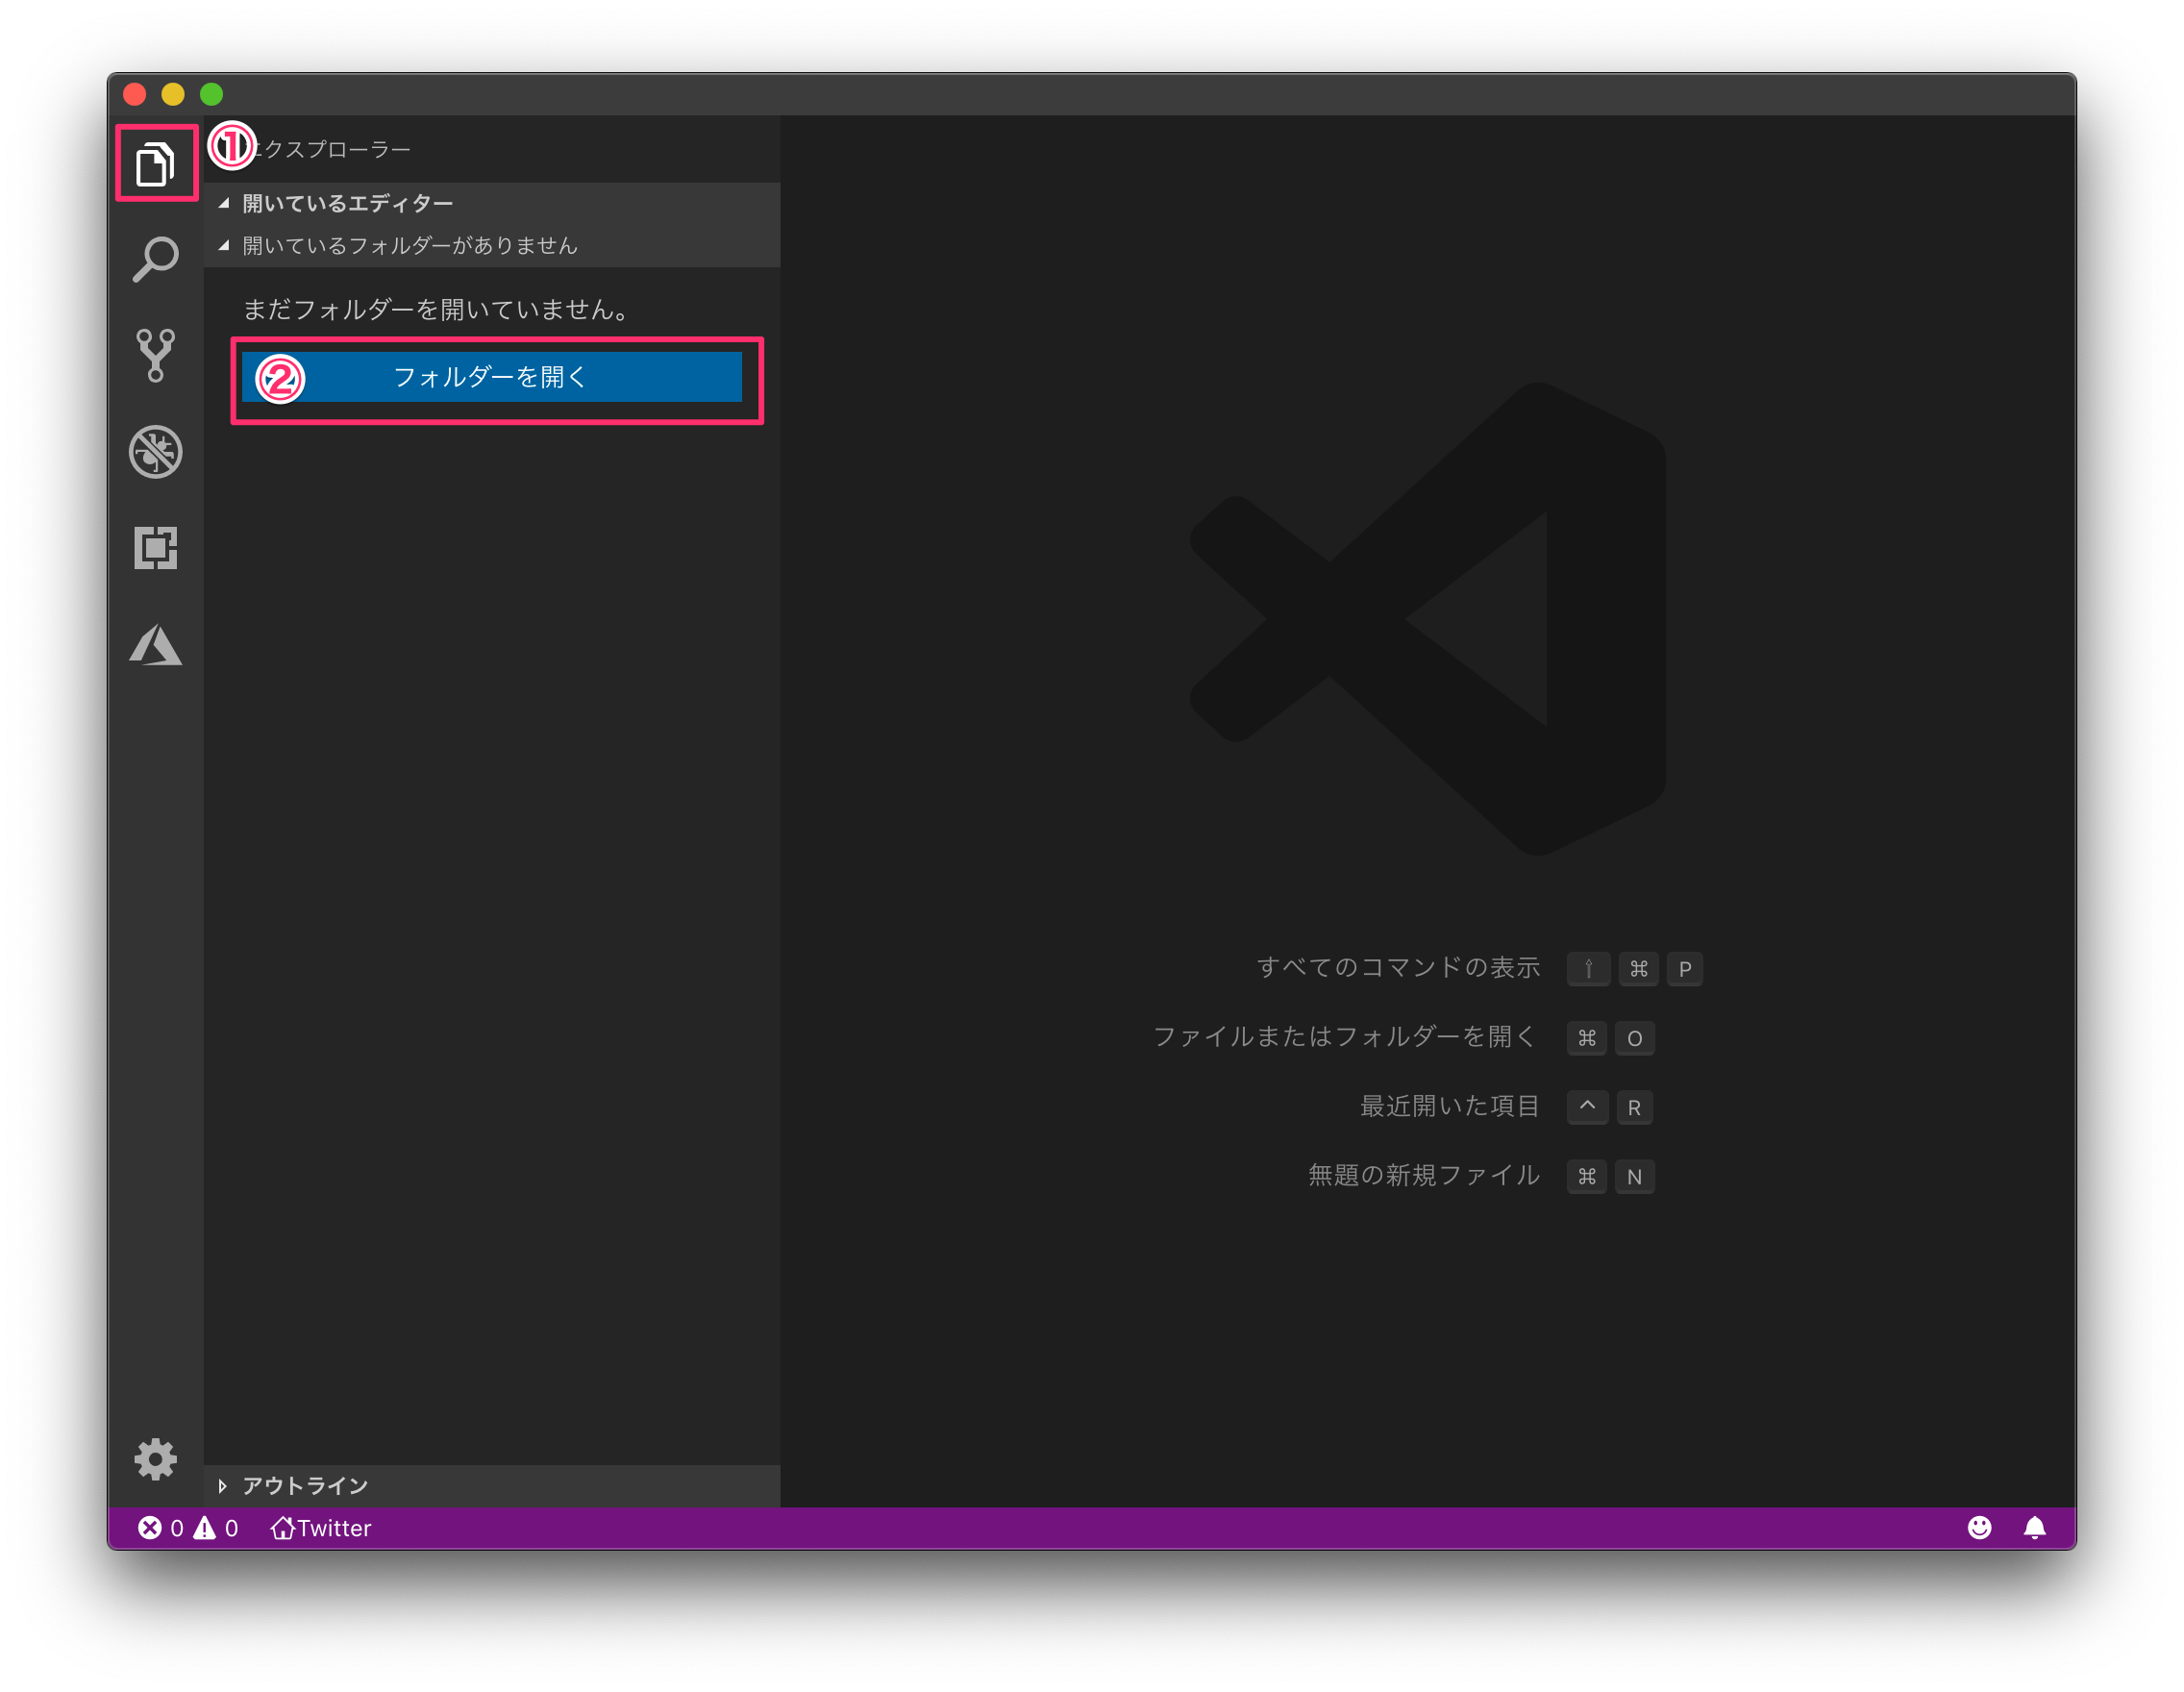 ① エクスプローラー
開いているエディター
開いているフォルダーがありません
まだフォルダーを開いていません。
② フォルダーを開く
すべてのコマンドの表示 ⇧ ⌘ P
ファイルまたはフォルダーを開く ⌘ O
最近開いた項目 ^ R
無題の新規ファイル ⌘ N
アウトライン
0 0 Twitter